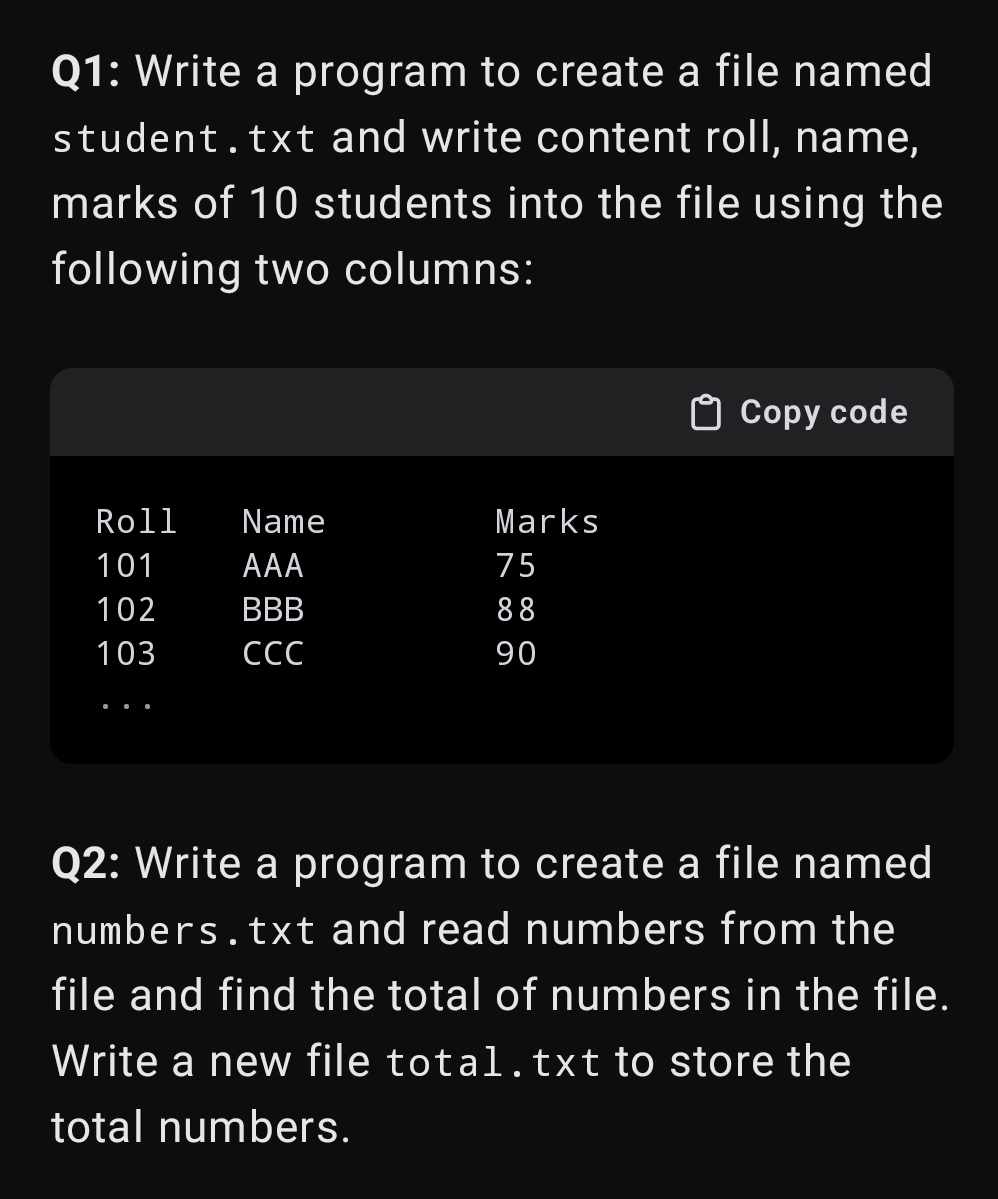 Q1: Write a program to create a file named
student.txt and write content roll, name,
marks of 10 students into the file using the
following two columns:
Copy code
Roll   Name        Marks
101    AAA         75
102    BBB         88
103    CCC         90
...
Q2: Write a program to create a file named
numbers.txt and read numbers from the
file and find the total of numbers in the file.
Write a new file total.txt to store the
total numbers.